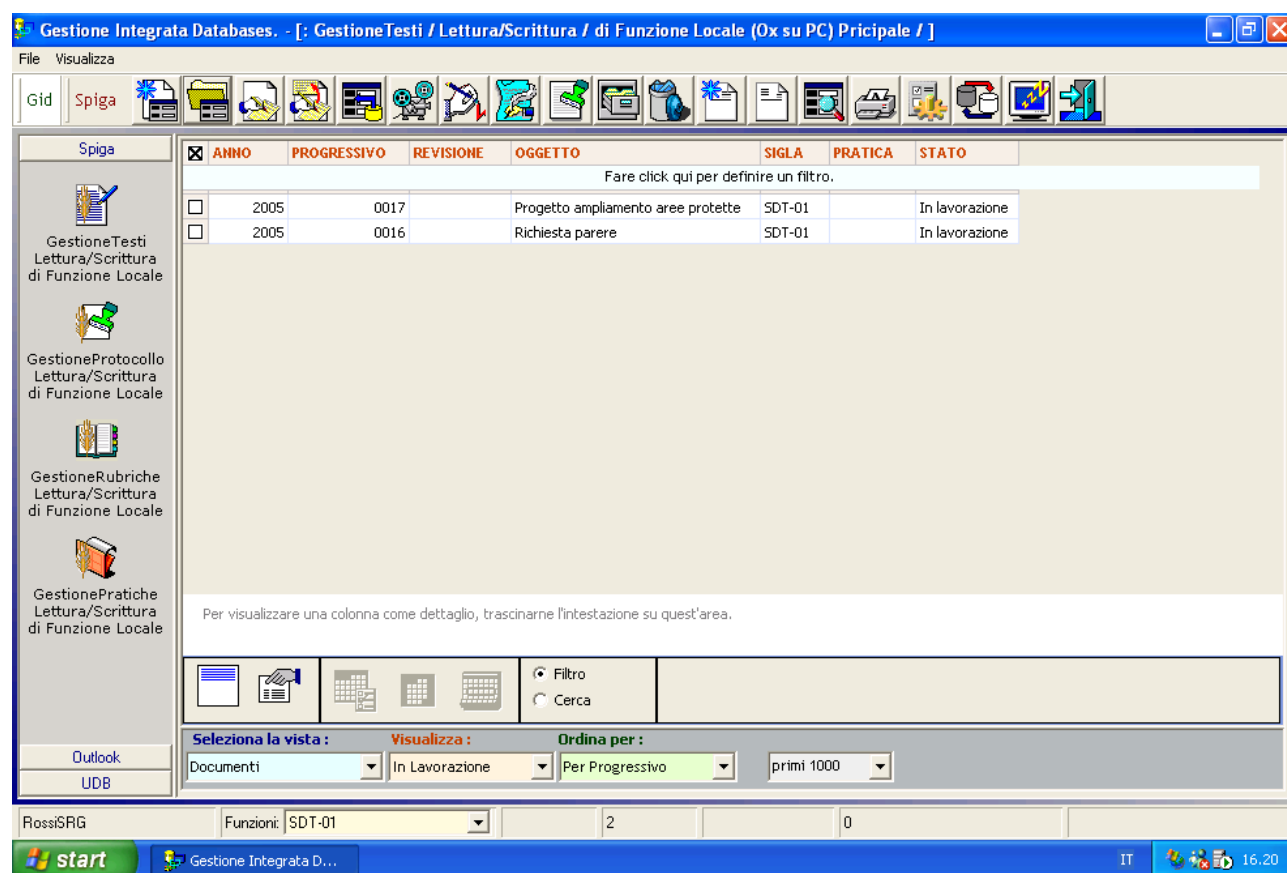 Gestione Integrata Databases. - [: GestioneTesti / Lettura/Scrittura / di Funzione Locale (Ox su PC) Pricipale / ]
File Visualizza
Gid Spiga
Spiga
GestioneTesti
Lettura/Scrittura
di Funzione Locale
GestioneProtocollo
Lettura/Scrittura
di Funzione Locale
GestioneRubriche
Lettura/Scrittura
di Funzione Locale
GestionePratiche
Lettura/Scrittura
di Funzione Locale
Outlook
UDB
ANNO PROGRESSIVO REVISIONE OGGETTO SIGLA PRATICA STATO
Fare click qui per definire un filtro.
2005 0017 Progetto ampliamento aree protette SDT-01 In lavorazione
2005 0016 Richiesta parere SDT-01 In lavorazione
Per visualizzare una colonna come dettaglio, trascinarne l'intestazione su quest'area.
Filtro
Cerca
Seleziona la vista : Visualizza : Ordina per :
Documenti In Lavorazione Per Progressivo primi 1000
RossiSRG Funzioni: SDT-01 2 0
start Gestione Integrata D... IT 16.20